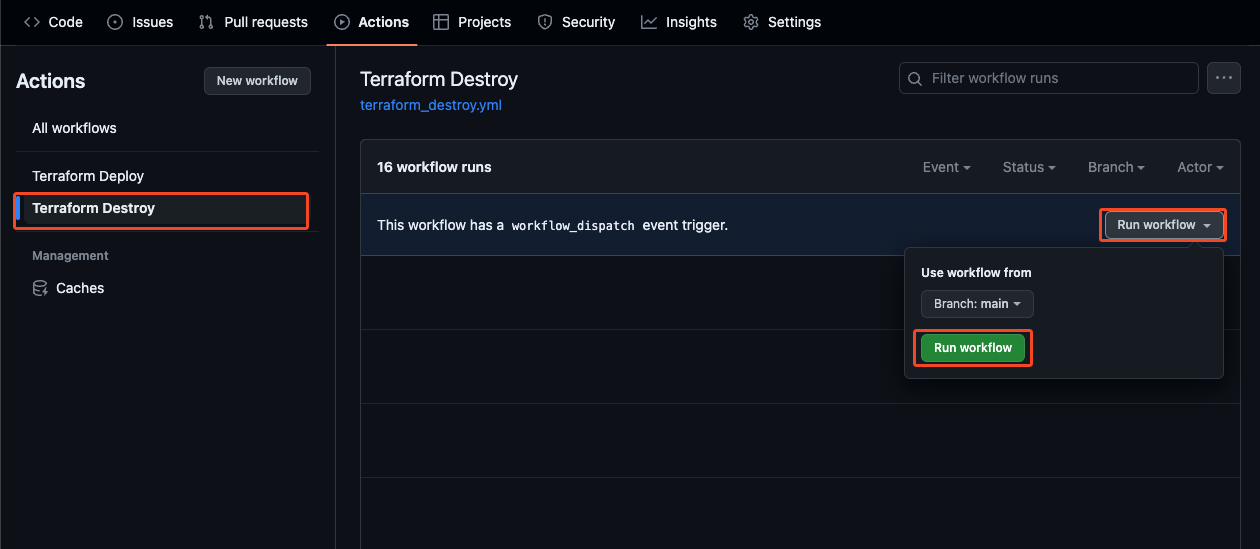 Code Issues Pull requests Actions Projects Security Insights Settings
Actions
New workflow
All workflows
Terraform Deploy
Terraform Destroy
Management
Caches
Terraform Destroy
terraform_destroy.yml
Filter workflow runs
16 workflow runs
Event Status Branch Actor
This workflow has a workflow_dispatch event trigger.
Run workflow
Use workflow from
Branch: main
Run workflow